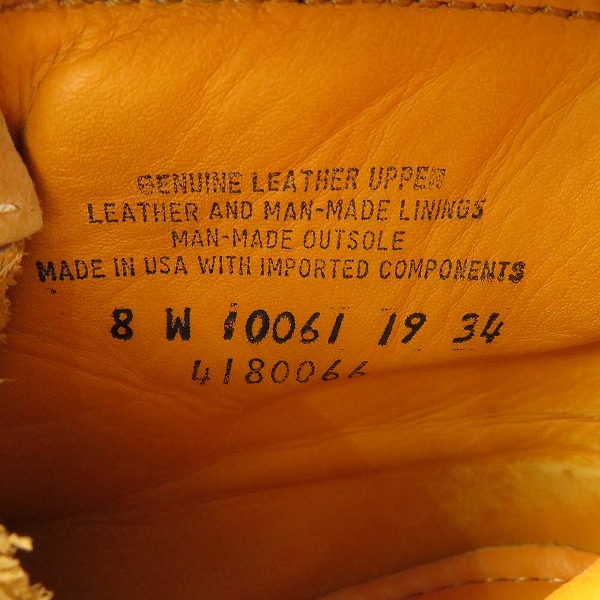 GENUINE LEATHER UPPER
LEATHER AND MAN-MADE LININGS
MAN-MADE OUTSOLE
MADE IN USA WITH IMPORTED COMPONENTS
8 W 10061 19 34
4180066